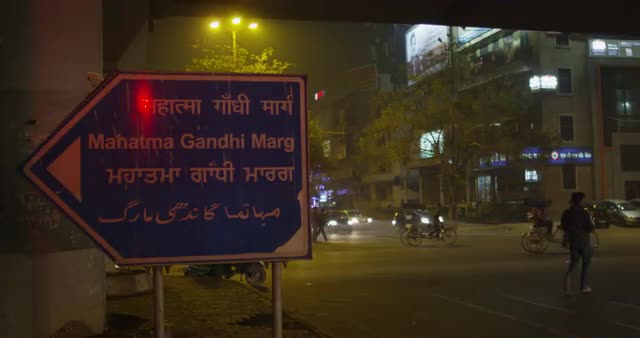 महात्मा गाँधी मार्ग
Mahatma Gandhi Marg
ਮਹਾਤਮਾ ਗਾਂਧੀ ਮਾਰਗ
مہاتما گاندھی مارگ